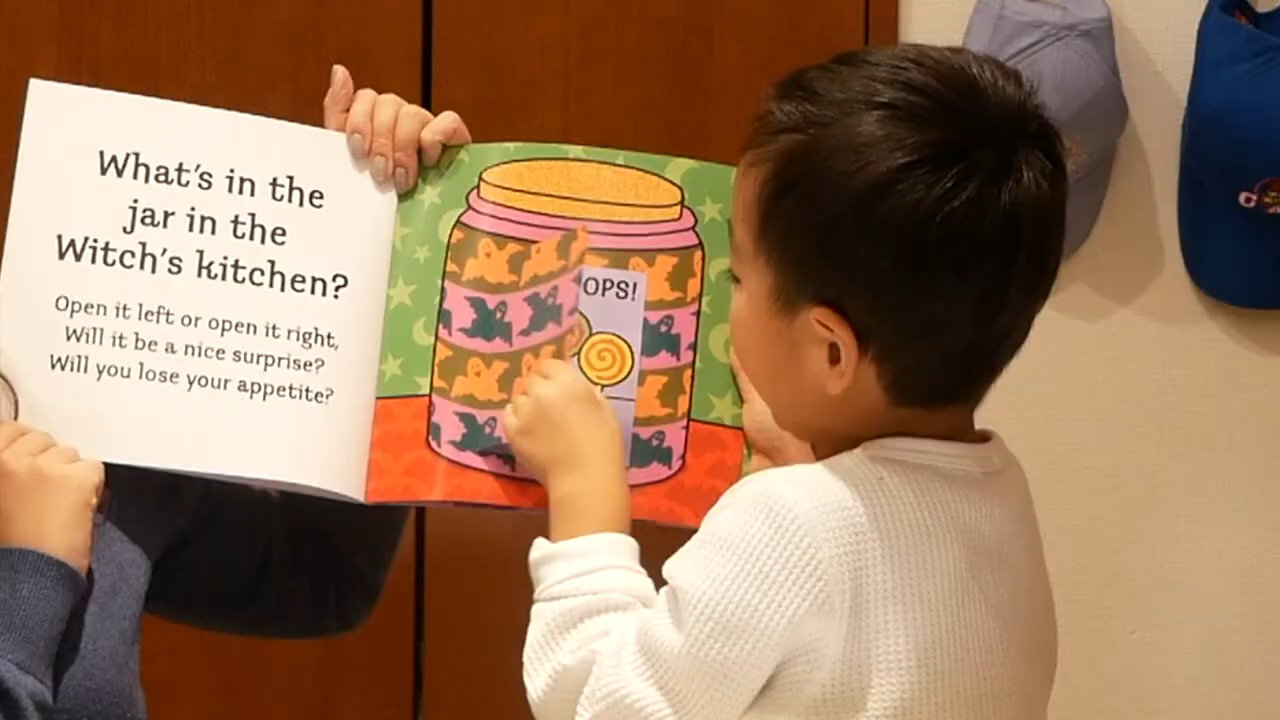 What's in the
jar in the
Witch's kitchen?
Open it left or open it right,
Will it be a nice surprise?
Will you lose your appetite?
OPS!